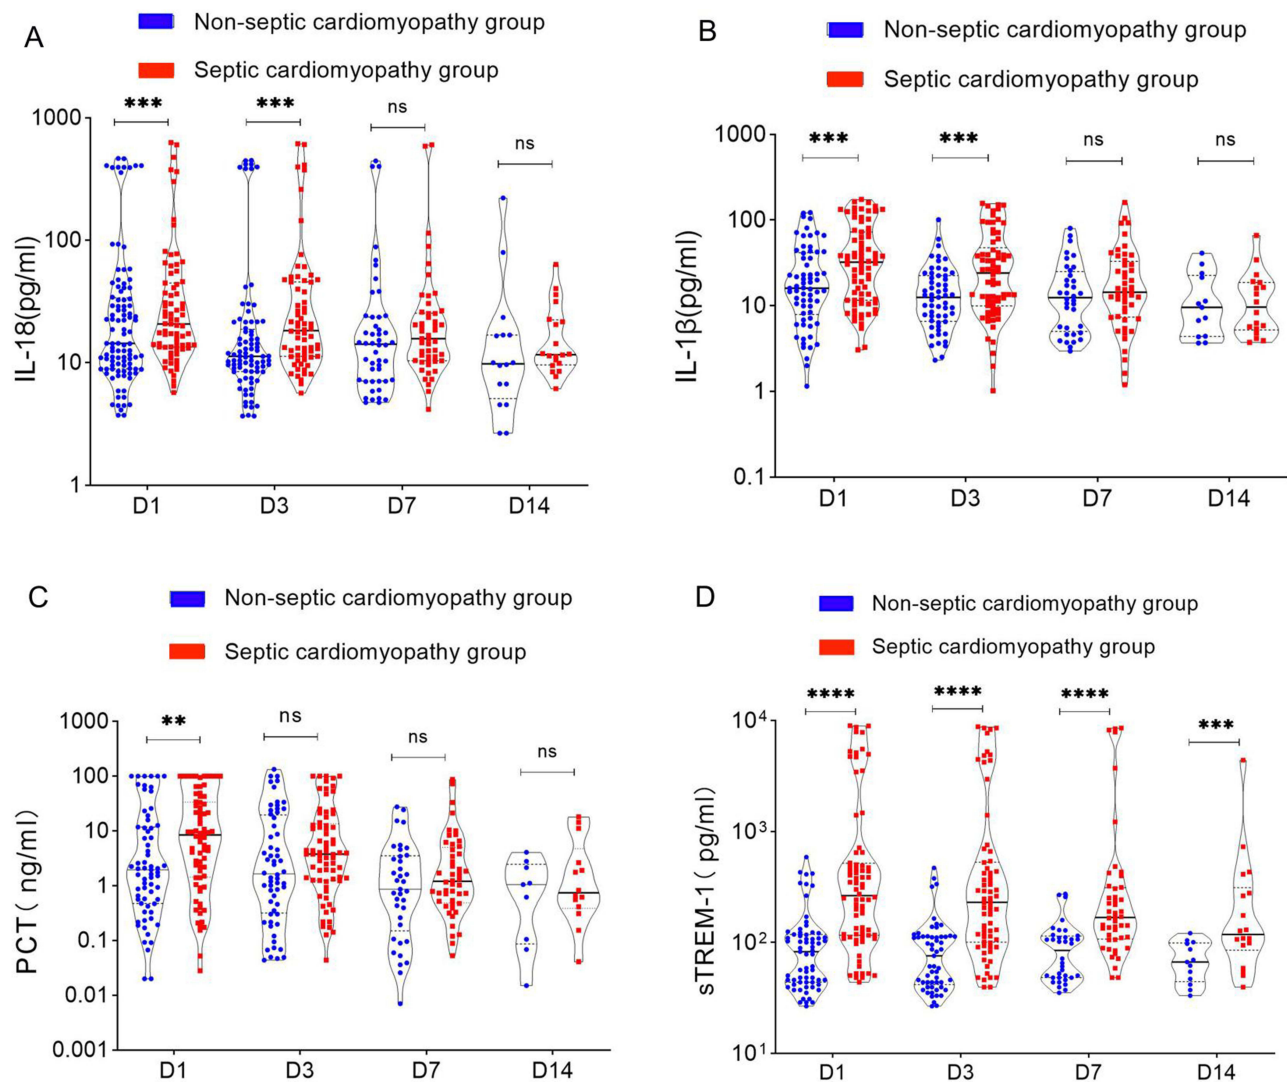 A
Non-septic cardiomyopathy group
Septic cardiomyopathy group
*** *** ns ns
1000
100
10
1
IL-18(pg/ml)
D1 D3 D7 D14
B
Non-septic cardiomyopathy group
Septic cardiomyopathy group
*** *** ns ns
1000
100
10
1
0.1
IL-1β(pg/ml)
D1 D3 D7 D14
C
Non-septic cardiomyopathy group
Septic cardiomyopathy group
** ns ns ns
1000
100
10
1
0.1
0.01
0.001
PCT( ng/ml)
D1 D3 D7 D14
D
Non-septic cardiomyopathy group
Septic cardiomyopathy group
**** **** **** ***
10⁴
10³
10²
10¹
sTREM-1( pg/ml)
D1 D3 D7 D14